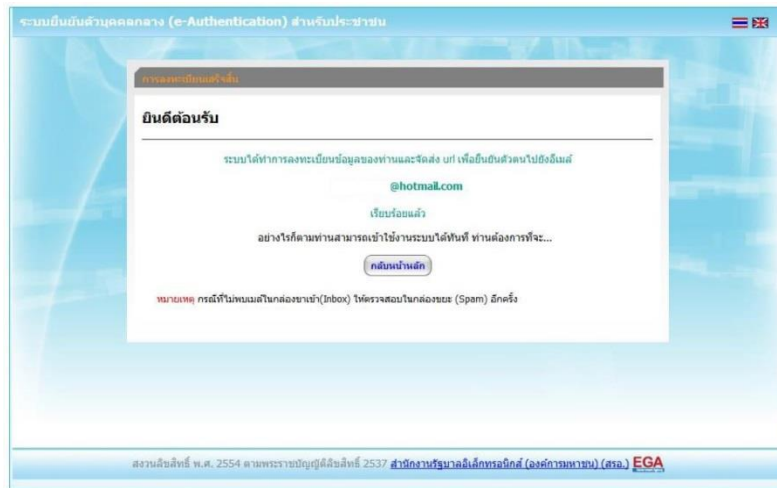 ระบบยืนยันตัวบุคคลกลาง (e-Authentication) สำหรับประชาชน
การลงทะเบียนเสร็จสิ้น
ยินดีต้อนรับ
ระบบได้ทำการลงทะเบียนข้อมูลของท่านและจัดส่ง url เพื่อยืนยันตัวตนไปยังอีเมล์
@hotmail.com
เรียบร้อยแล้ว
อย่างไรก็ตามท่านสามารถเข้าใช้งานระบบได้ทันที ท่านต้องการที่จะ...
กลับหน้าหลัก
หมายเหตุ กรณีที่ไม่พบเมล์ในกล่องขาเข้า(Inbox) ให้ตรวจสอบในกล่องขยะ (Spam) อีกครั้ง
สงวนลิขสิทธิ์ พ.ศ. 2554 ตามพระราชบัญญัติลิขสิทธิ์ 2537 สำนักงานรัฐบาลอิเล็กทรอนิกส์ (องค์การมหาชน) (สรอ.) EGA